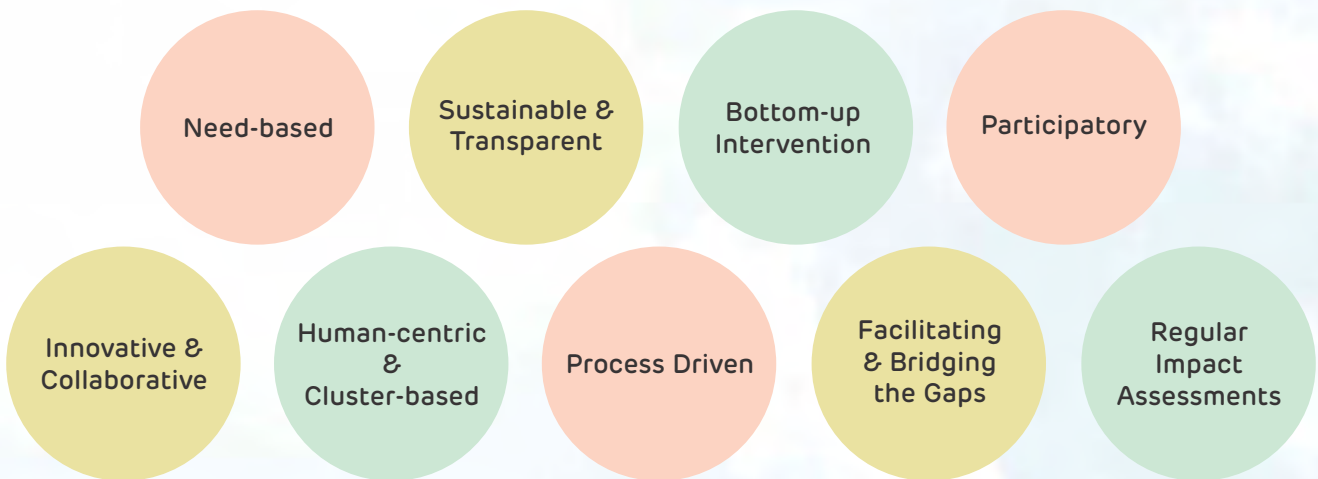 Need-based
Sustainable &
Transparent
Bottom-up
Intervention
Participatory
Innovative &
Collaborative
Human-centric
&
Cluster-based
Process Driven
Facilitating
& Bridging
the Gaps
Regular
Impact
Assessments